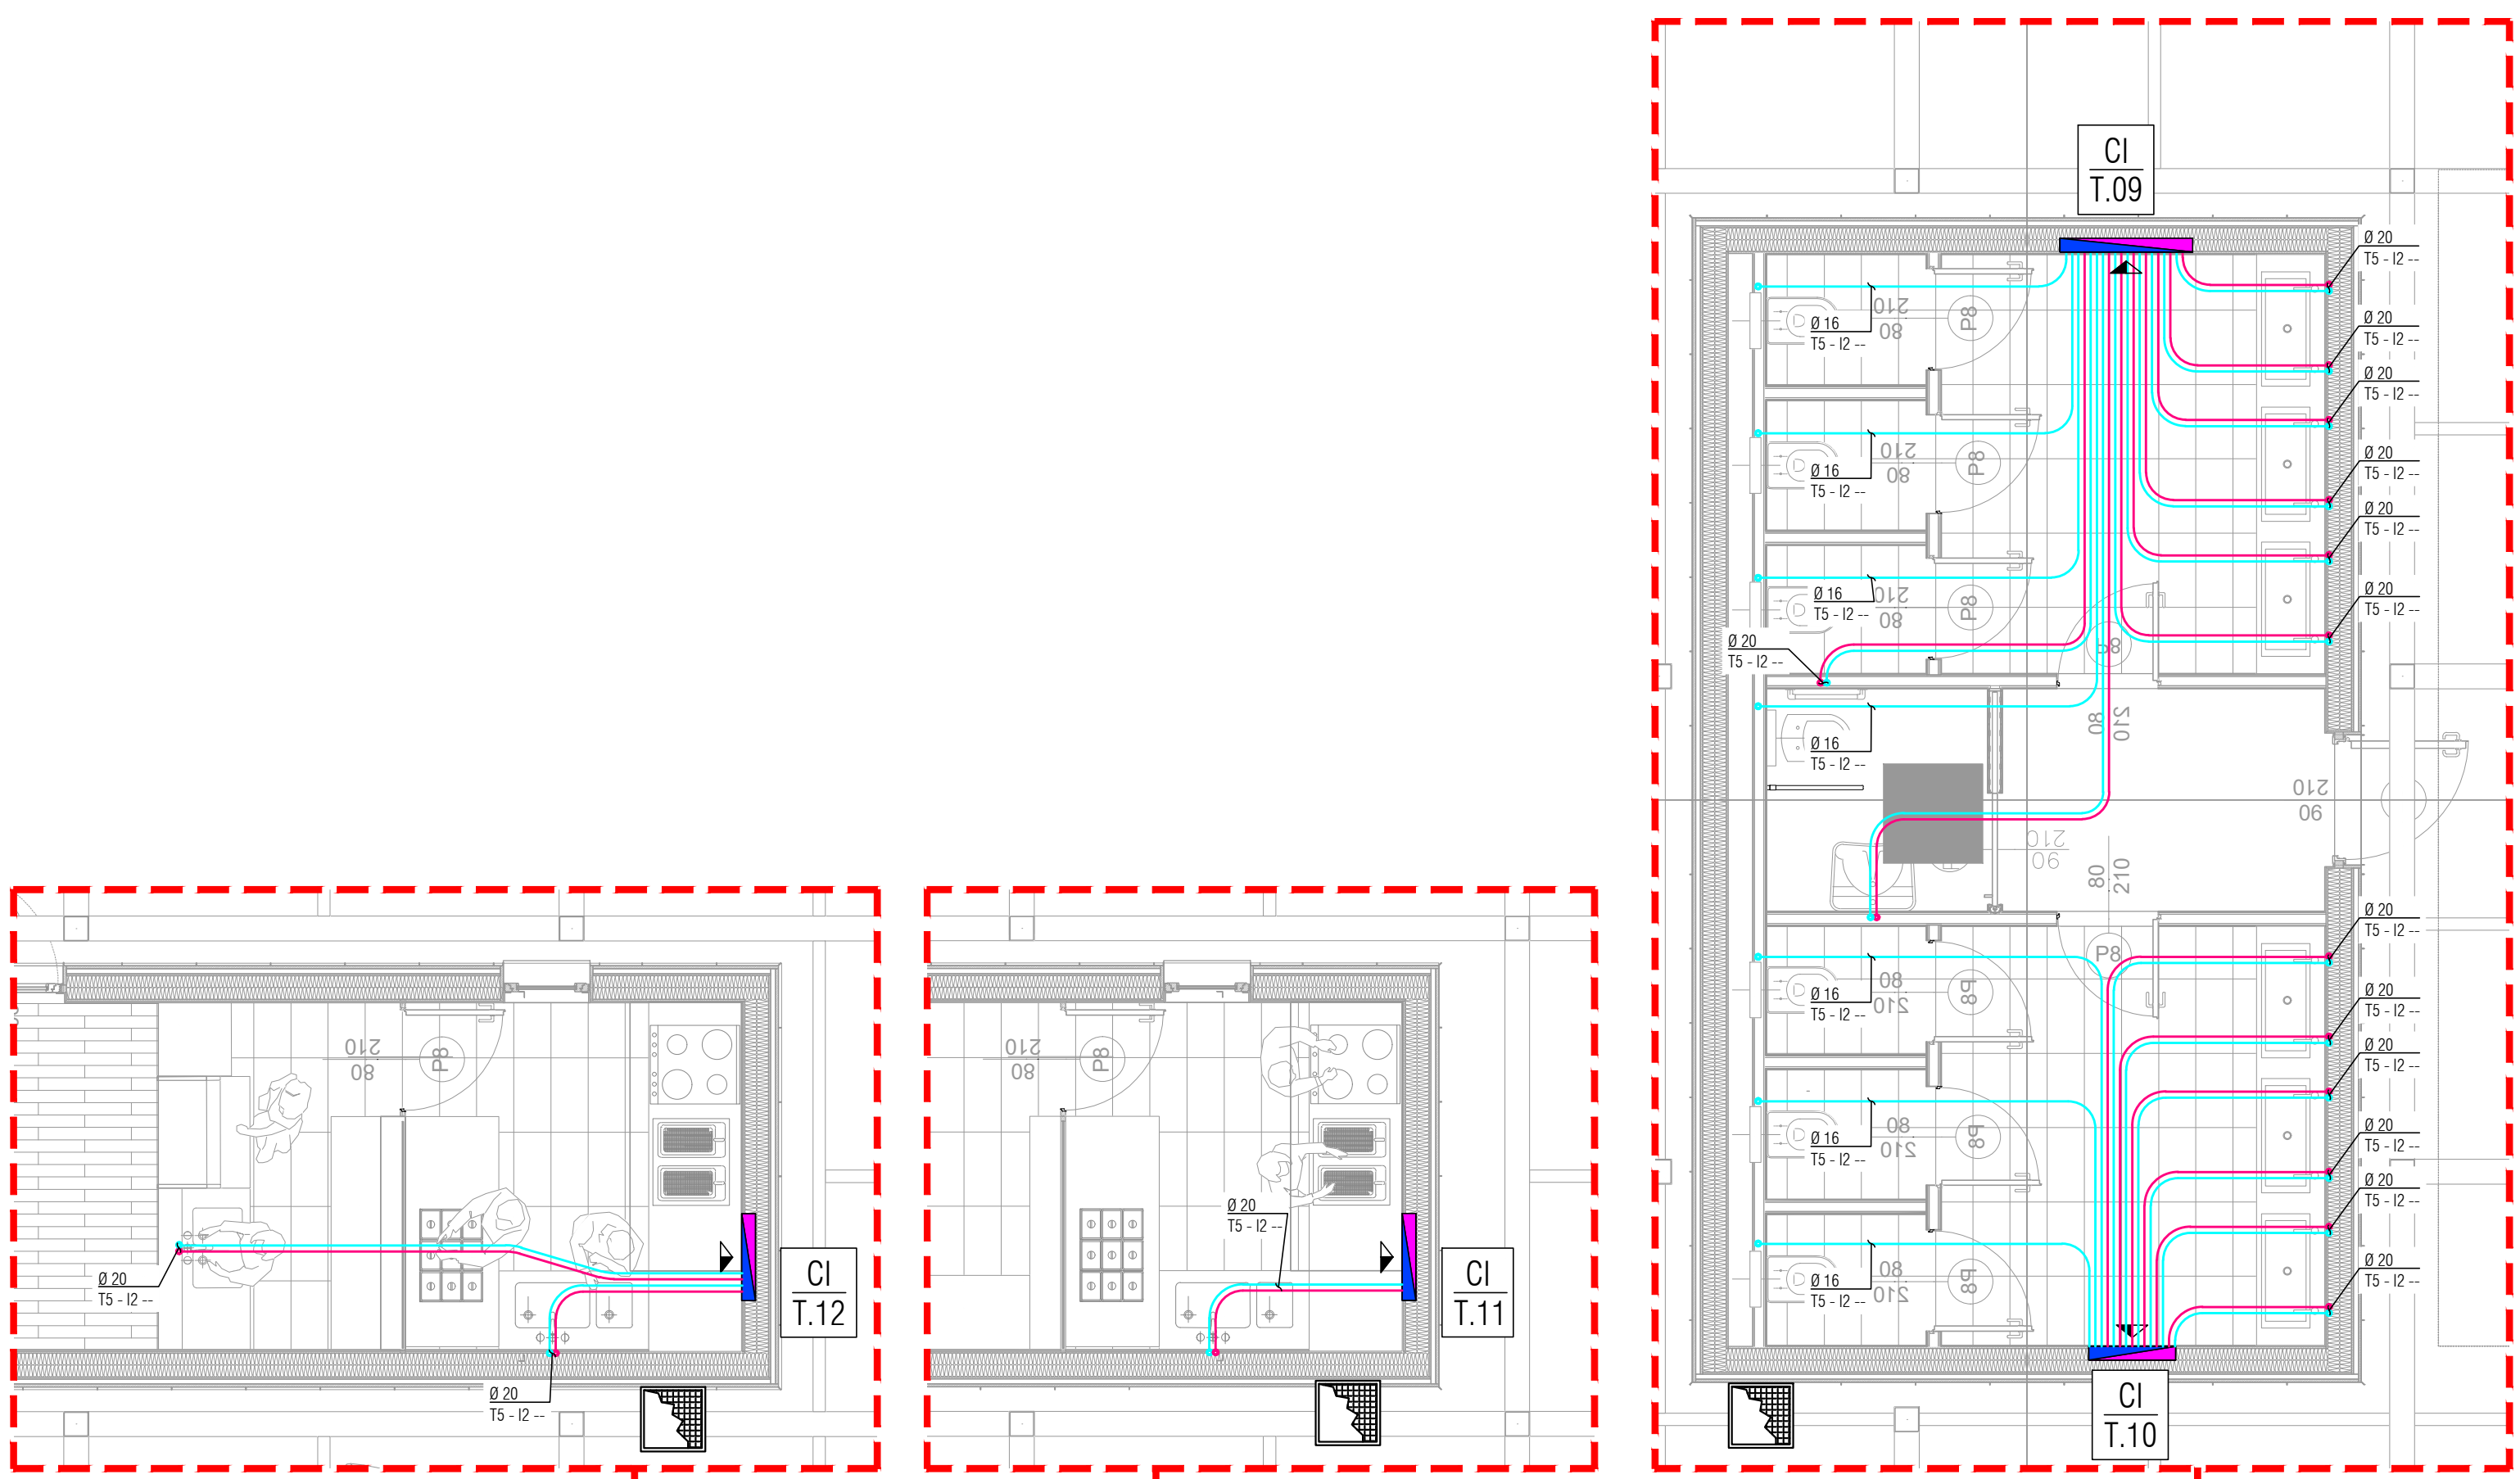 CI
T.09
Ø 20
T5 - I2 --
210
80
P8
Ø 16
T5 - I2 --
Ø 20
T5 - I2 --
Ø 20
T5 - I2 --
210
80
P8
Ø 16
T5 - I2 --
Ø 20
T5 - I2 --
Ø 20
T5 - I2 --
210
80
P8
Ø 16
T5 - I2 --
Ø 20
T5 - I2 --
Ø 20
T5 - I2 --
P8
80
210
Ø 16
T5 - I2 --
210
90
210
90
80
210
Ø 20
T5 - I2 --
P8
80
210
P8
Ø 16
T5 - I2 --
Ø 20
T5 - I2 --
Ø 20
T5 - I2 --
80
210
P8
Ø 16
T5 - I2 --
Ø 20
T5 - I2 --
Ø 20
T5 - I2 --
80
210
P8
Ø 16
T5 - I2 --
Ø 20
T5 - I2 --
CI
T.10
210
80
P8
Ø 20
T5 - I2 --
CI
T.12
Ø 20
T5 - I2 --
210
80
P8
Ø 20
T5 - I2 --
CI
T.11